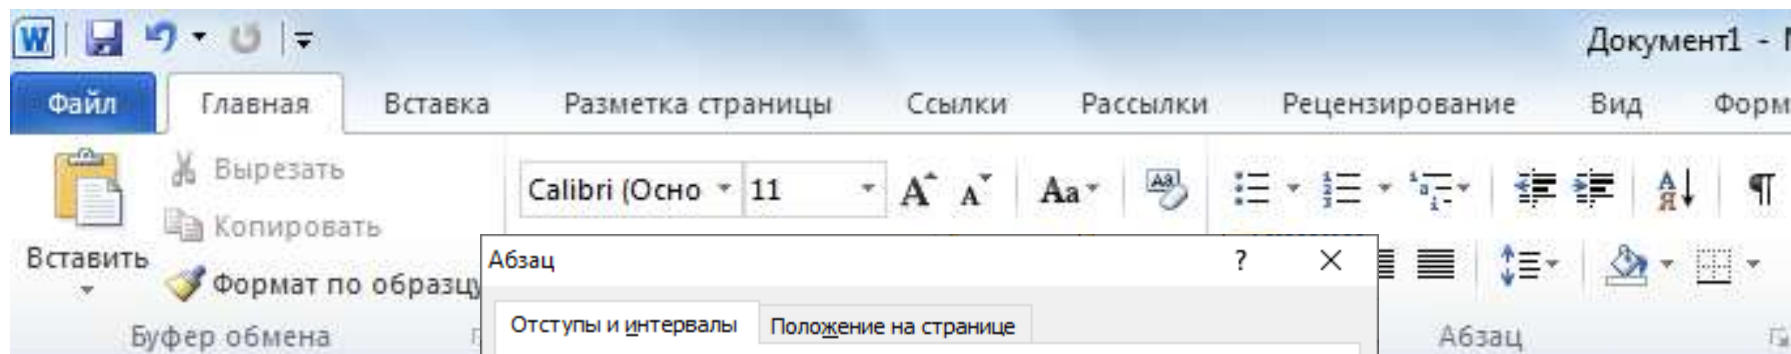 Документ1 -
Файл Главная Вставка Разметка страницы Ссылки Рассылки Рецензирование Вид Форм
Вырезать
Calibri (Осно 11
Копировать
Вставить
Формат по образцу
Буфер обмена
Абзац
Отступы и интервалы Положение на странице
Абзац